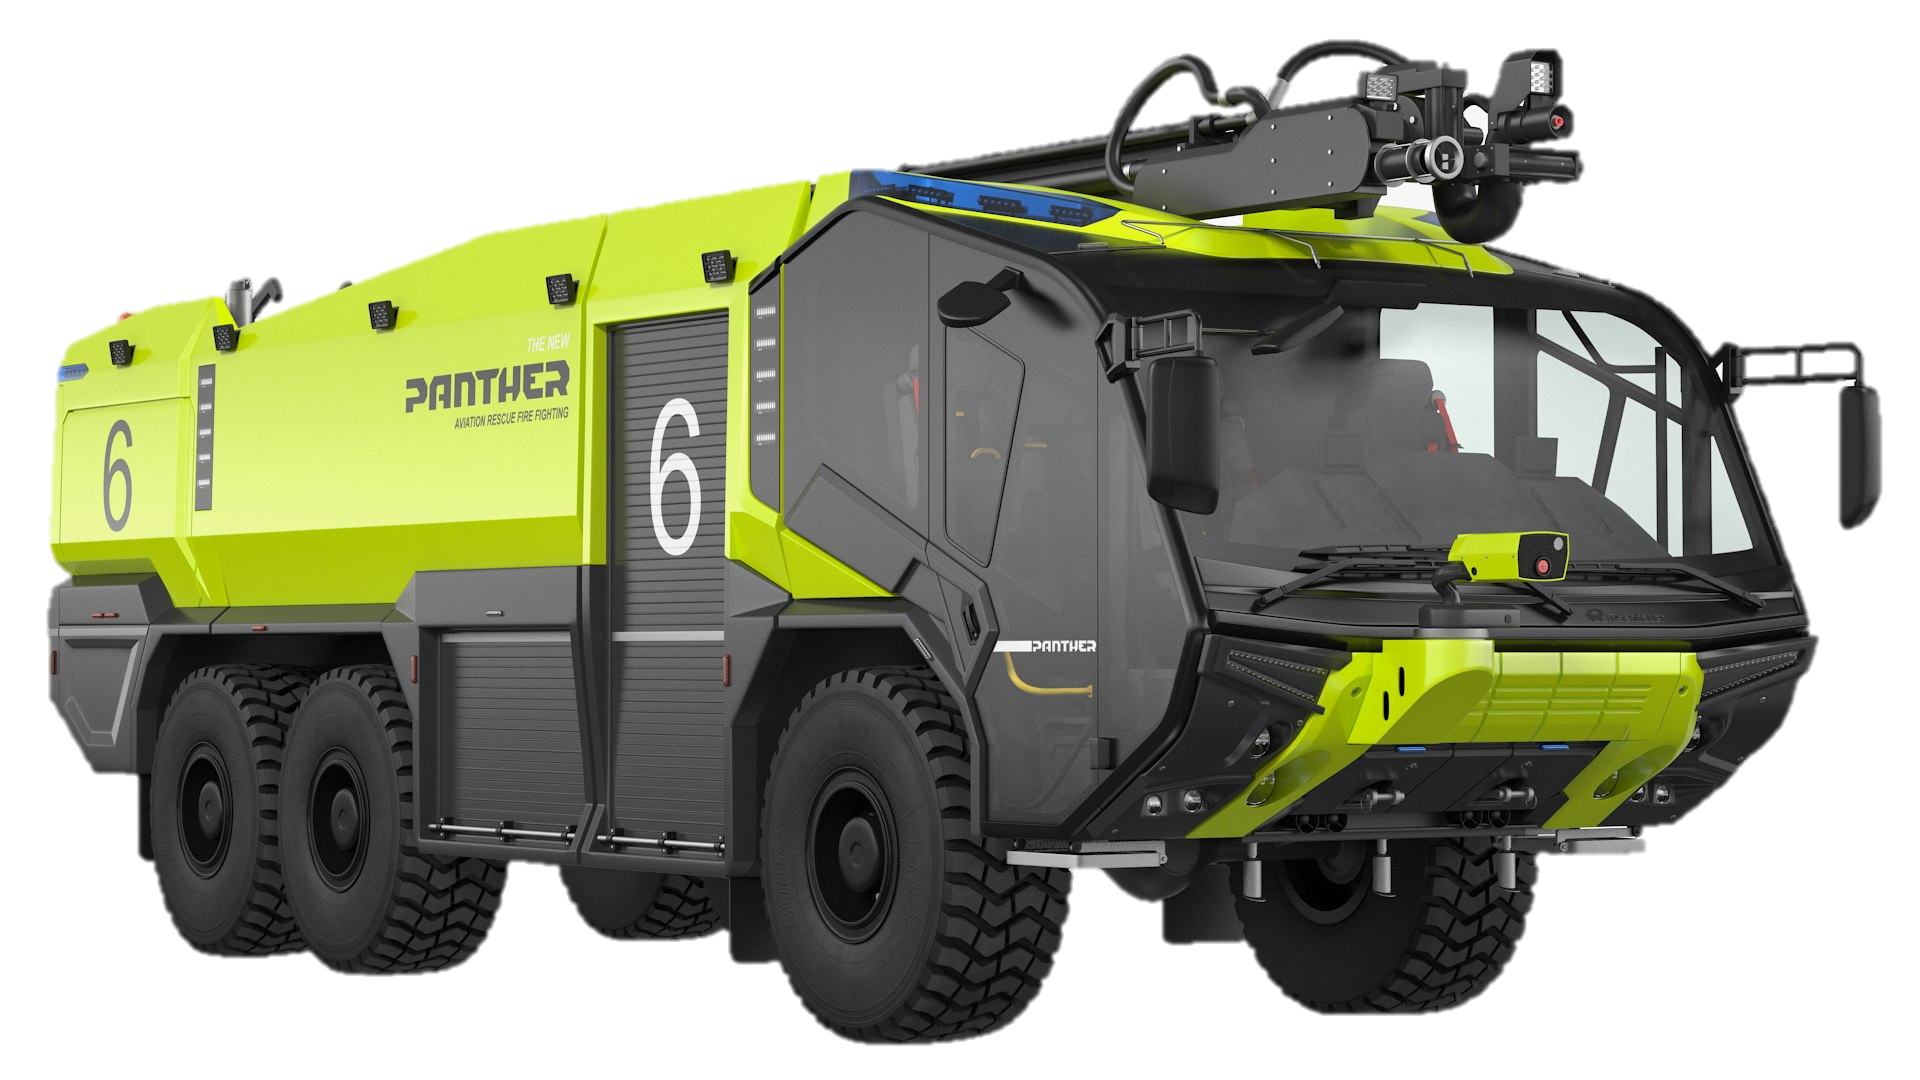 THE NEW
PANTHER
AVIATION RESCUE FIRE FIGHTING
6
6
PANTHER